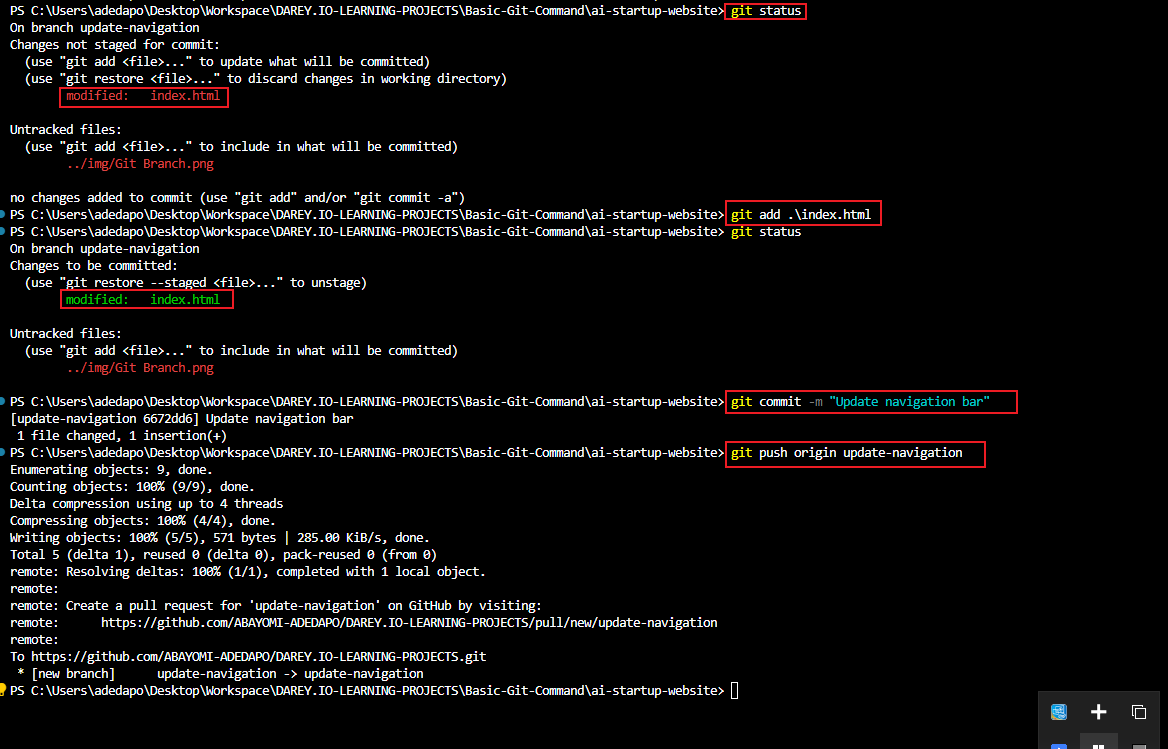 PS C:\Users\adedapo\Desktop\Workspace\DAREY.IO-LEARNING-PROJECTS\Basic-Git-Command\ai-startup-website> git status
On branch update-navigation
Changes not staged for commit:
  (use "git add <file>..." to update what will be committed)
  (use "git restore <file>..." to discard changes in working directory)
        modified:   index.html

Untracked files:
  (use "git add <file>..." to include in what will be committed)
        ../img/Git Branch.png

no changes added to commit (use "git add" and/or "git commit -a")
PS C:\Users\adedapo\Desktop\Workspace\DAREY.IO-LEARNING-PROJECTS\Basic-Git-Command\ai-startup-website> git add .\index.html
PS C:\Users\adedapo\Desktop\Workspace\DAREY.IO-LEARNING-PROJECTS\Basic-Git-Command\ai-startup-website> git status
On branch update-navigation
Changes to be committed:
  (use "git restore --staged <file>..." to unstage)
        modified:   index.html

Untracked files:
  (use "git add <file>..." to include in what will be committed)
        ../img/Git Branch.png

PS C:\Users\adedapo\Desktop\Workspace\DAREY.IO-LEARNING-PROJECTS\Basic-Git-Command\ai-startup-website> git commit -m "Update navigation bar"
[update-navigation 6672dd6] Update navigation bar
 1 file changed, 1 insertion(+)
PS C:\Users\adedapo\Desktop\Workspace\DAREY.IO-LEARNING-PROJECTS\Basic-Git-Command\ai-startup-website> git push origin update-navigation
Enumerating objects: 9, done.
Counting objects: 100% (9/9), done.
Delta compression using up to 4 threads
Compressing objects: 100% (4/4), done.
Writing objects: 100% (5/5), 571 bytes | 285.00 KiB/s, done.
Total 5 (delta 1), reused 0 (delta 0), pack-reused 0 (from 0)
remote: Resolving deltas: 100% (1/1), completed with 1 local object.
remote:
remote: Create a pull request for 'update-navigation' on GitHub by visiting:
remote:      https://github.com/ABAYOMI-ADEDAPO/DAREY.IO-LEARNING-PROJECTS/pull/new/update-navigation
remote:
To https://github.com/ABAYOMI-ADEDAPO/DAREY.IO-LEARNING-PROJECTS.git
 * [new branch]      update-navigation -> update-navigation
PS C:\Users\adedapo\Desktop\Workspace\DAREY.IO-LEARNING-PROJECTS\Basic-Git-Command\ai-startup-website>